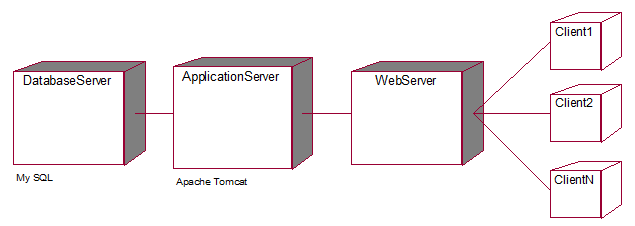 DatabaseServer
My SQL
ApplicationServer
Apache Tomcat
WebServer
Client1
Client2
ClientN